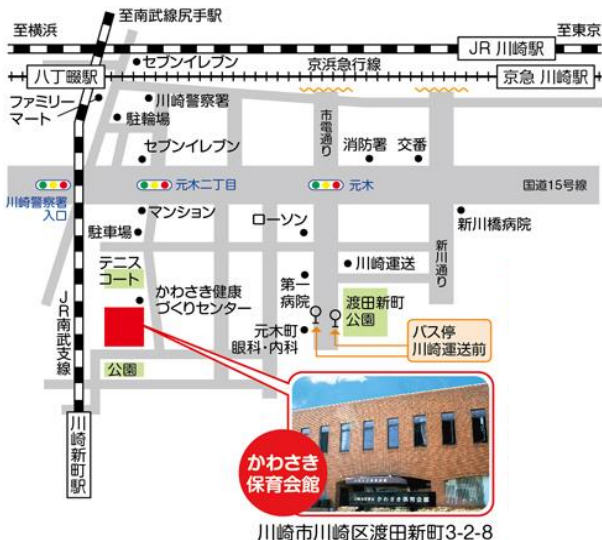 至南武線尻手駅
至横浜
至東京
JR 川崎駅
セブンイレブン
京浜急行線
八丁畷駅
京急 川崎駅
ファミリー
マート
川崎警察署
駐輪場
市電通り
セブンイレブン
消防署
交番
元木二丁目
元木
国道15号線
川崎警察署
入口
マンション
ローソン
新川橋病院
駐車場
新川通り
テニス
コート
川崎運送
第一
病院
かわさき健康
づくりセンター
渡田新町
公園
JR南武支線
元木町
眼科・内科
バス停
川崎運送前
公園
川崎新町駅
かわさき
保育会館
かわさき保育会館
川崎市川崎区渡田新町3-2-8